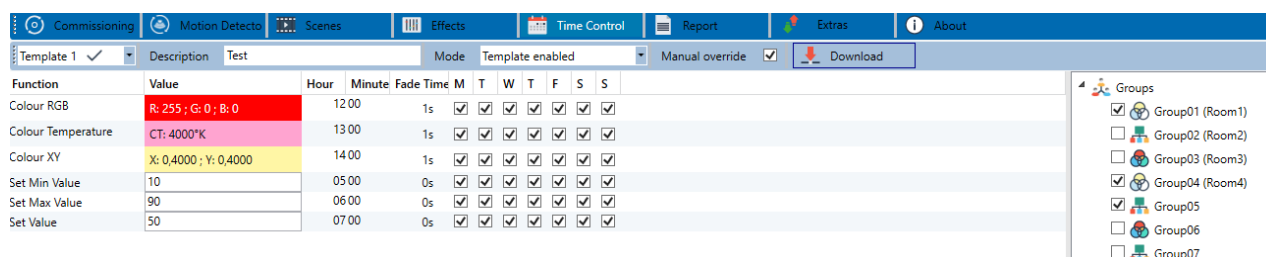 Commissioning Motion Detecto Scenes Effects Time Control Report Extras About
Template 1 Description Test Mode Template enabled Manual override Download
Function Value Hour Minute Fade Time M T W T F S S
Colour RGB R: 255 ; G: 0 ; B: 0 12 00 1s
Colour Temperature CT: 4000°K 13 00 1s
Colour XY X: 0,4000 ; Y: 0,4000 14 00 1s
Set Min Value 10 05 00 0s
Set Max Value 90 06 00 0s
Set Value 50 07 00 0s
Groups
Group01 (Room1)
Group02 (Room2)
Group03 (Room3)
Group04 (Room4)
Group05
Group06
Group07